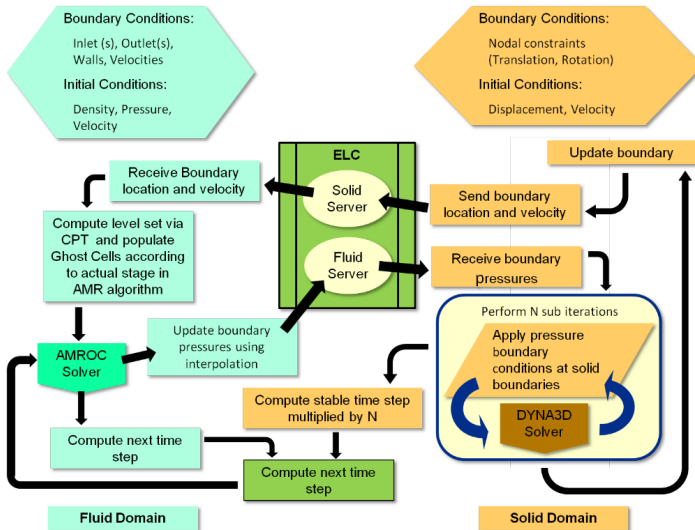 Boundary Conditions:
Inlet (s), Outlet(s),
Walls, Velocities
Initial Conditions:
Density, Pressure,
Velocity
Boundary Conditions:
Nodal constraints
(Translation, Rotation)
Initial Conditions:
Displacement, Velocity
ELC
Solid
Server
Fluid
Server
Receive Boundary
location and velocity
Compute level set via
CPT and populate
Ghost Cells according
to actual stage in
AMR algorithm
AMROC
Solver
Update boundary
pressures using
interpolation
Compute next time
step
Update boundary
Send boundary
location and velocity
Receive boundary
pressures
Perform N sub iterations
Apply pressure
boundary
conditions at solid
boundaries
DYNA3D
Solver
Compute stable time step
multiplied by N
Compute next time
step
Fluid Domain
Solid Domain